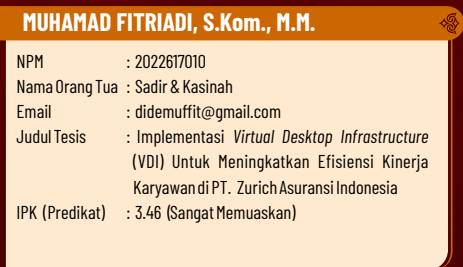 MUHAMAD FITRIADI, S.Kom., M.M.
NPM : 2022617010
Nama Orang Tua : Sadir & Kasinah
Email : didemuffit@gmail.com
Judul Tesis : Implementasi Virtual Desktop Infrastructure
(VDI) Untuk Meningkatkan Efisiensi Kinerja
Karyawan di PT. Zurich Asuransi Indonesia
IPK (Predikat) : 3.46 (Sangat Memuaskan)